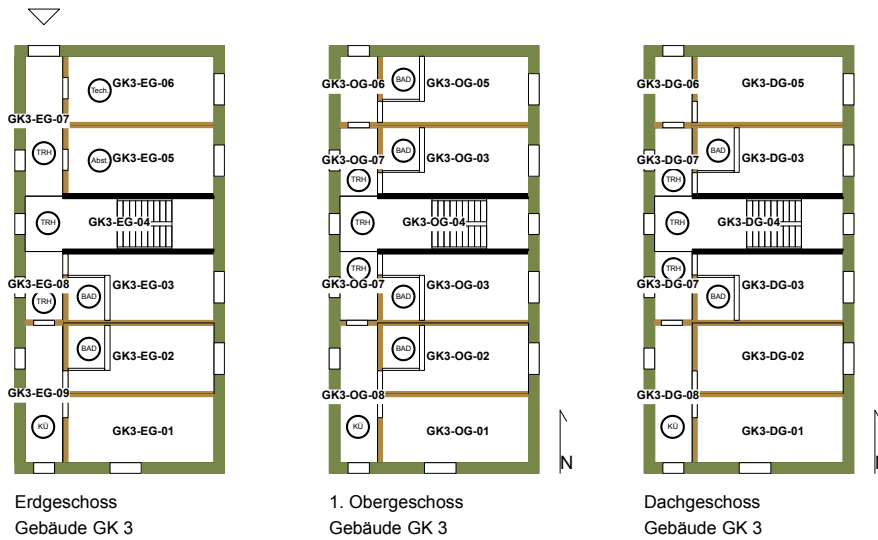 GK3-EG-06
Tech.
GK3-EG-07
TRH
Abst.
GK3-EG-05
TRH
GK3-EG-04
GK3-EG-08
TRH
BAD
GK3-EG-03
BAD
GK3-EG-02
GK3-EG-09
KÜ
GK3-EG-01
Erdgeschoss
Gebäude GK 3
BAD
GK3-OG-06
GK3-OG-05
BAD
GK3-OG-07
GK3-OG-03
TRH
TRH
GK3-OG-04
TRH
GK3-OG-07
BAD
GK3-OG-03
BAD
GK3-OG-02
GK3-OG-08
KÜ
GK3-OG-01
N
1. Obergeschoss
Gebäude GK 3
GK3-DG-06
GK3-DG-05
BAD
GK3-DG-07
GK3-DG-03
TRH
TRH
GK3-DG-04
TRH
GK3-DG-07
BAD
GK3-DG-03
GK3-DG-02
GK3-DG-08
KÜ
GK3-DG-01
Dachgeschoss
Gebäude GK 3